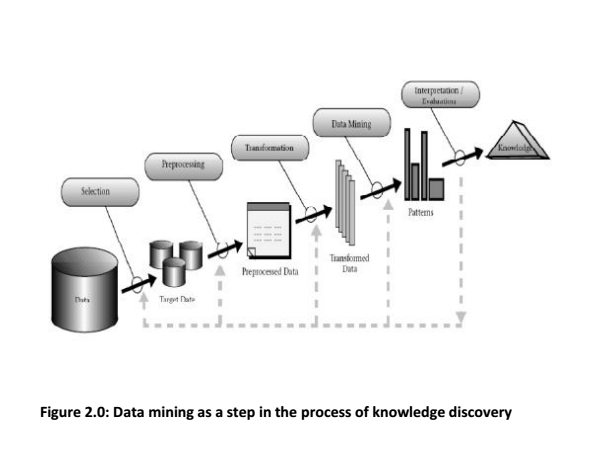 Interpretation /
Evaluation
Data Mining
Transformation
Preprocessing
Selection
Knowledge
Patterns
Transformed
Data
Preprocessed Data
Target Date
Data
Figure 2.0: Data mining as a step in the process of knowledge discovery